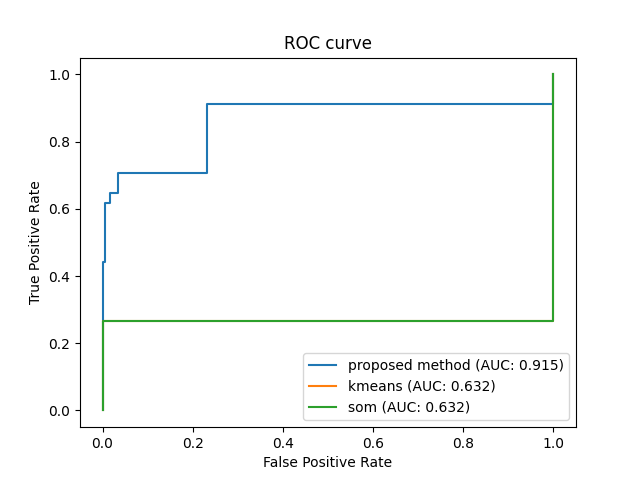 ROC curve
1.0
0.8
0.6
0.4
0.2
0.0
True Positive Rate
proposed method (AUC: 0.915)
kmeans (AUC: 0.632)
som (AUC: 0.632)
0.0 0.2 0.4 0.6 0.8 1.0
False Positive Rate